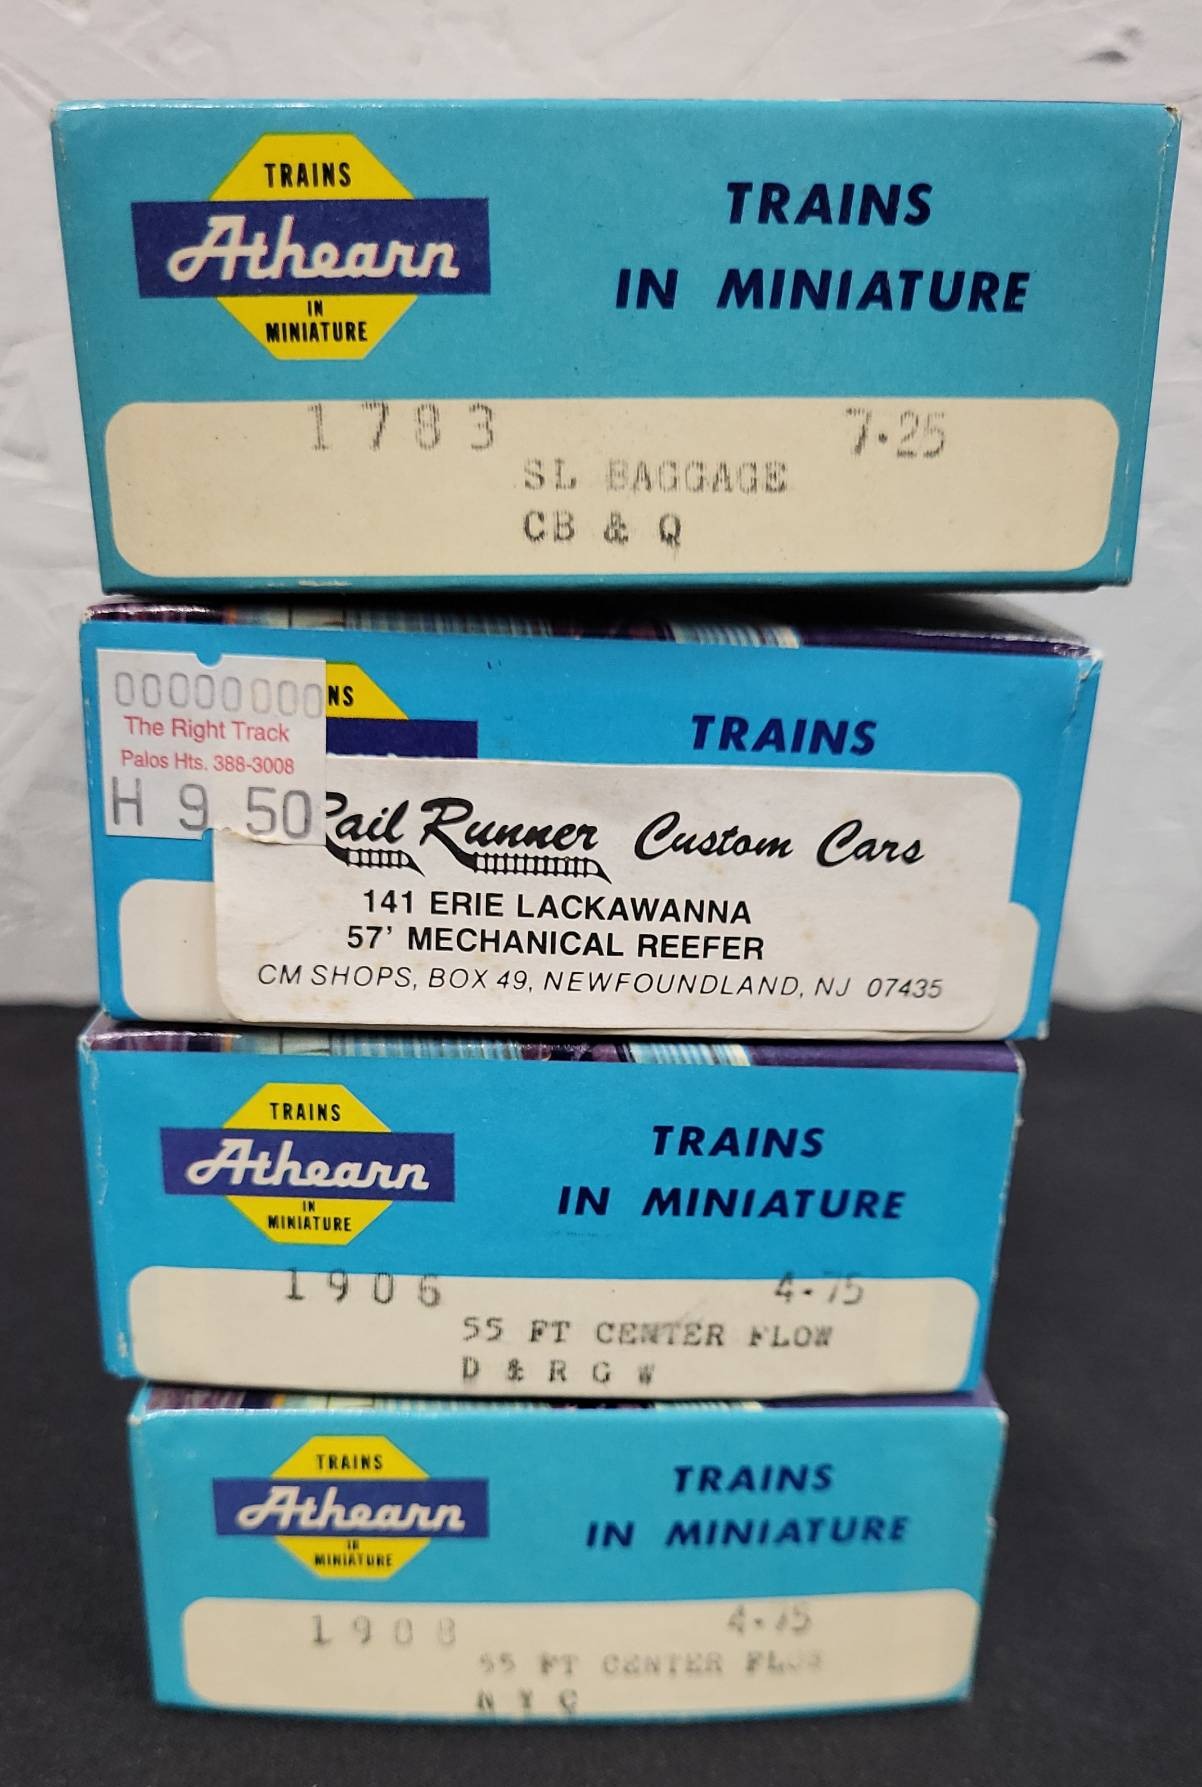 TRAINS
Athearn
IN
MINIATURE
TRAINS
IN MINIATURE
1783 7.25
SL BAGGAGE
CB & Q
00000000
The Right Track
Palos Hts. 388-3008
H 9 50
NS
TRAINS
Rail Runner Custom Cars
141 ERIE LACKAWANNA
57' MECHANICAL REEFER
CM SHOPS, BOX 49, NEWFOUNDLAND, NJ 07435
TRAINS
Athearn
IN
MINIATURE
TRAINS
IN MINIATURE
1906 4.75
55 FT CENTER FLOW
D & R G W
TRAINS
Athearn
IN
MINIATURE
TRAINS
IN MINIATURE
1908 4.75
55 FT CENTER FLOW
N Y C